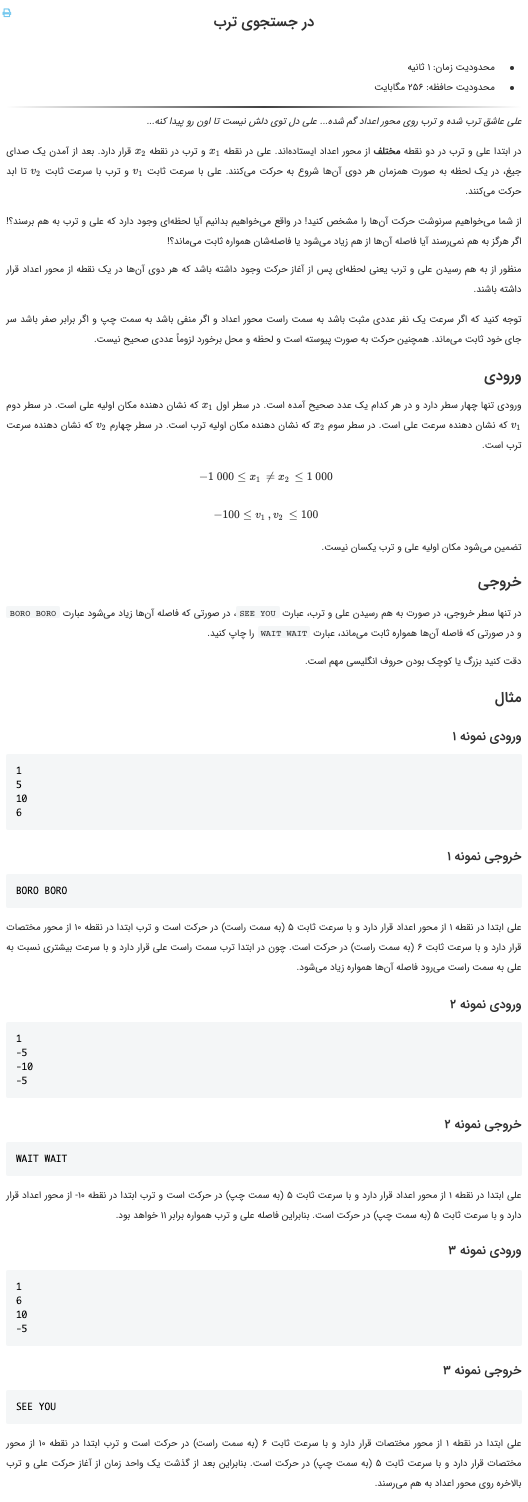 در جستجوی ترب
محدودیت زمان: ۱ ثانیه
محدودیت حافظه: ۲۵۶ مگابایت
علی عاشق ترب شده و ترب روی محور اعداد گم شده... علی دل توی دلش نیست تا اون رو پیدا کنه...
در ابتدا علی و ترب در دو نقطه مختلف از محور اعداد ایستاده‌اند. علی در نقطه x₁ و ترب در نقطه x₂ قرار دارد. بعد از آمدن یک صدای
جیغ، در یک لحظه به صورت همزمان هر دوی آن‌ها شروع به حرکت می‌کنند. علی با سرعت ثابت v₁ و ترب با سرعت ثابت v₂ تا ابد
حرکت می‌کنند.
از شما می‌خواهیم سرنوشت حرکت آن‌ها را مشخص کنید! در واقع می‌خواهیم بدانیم آیا لحظه‌ای وجود دارد که علی و ترب به هم برسند؟!
اگر هرگز به هم نمی‌رسند آیا فاصله آن‌ها از هم زیاد می‌شود یا فاصله‌شان همواره ثابت می‌ماند؟!
منظور از به هم رسیدن علی و ترب یعنی لحظه‌ای پس از آغاز حرکت وجود داشته باشد که هر دوی آن‌ها در یک نقطه از محور اعداد قرار
داشته باشند.
توجه کنید که اگر سرعت یک نفر عددی مثبت باشد به سمت راست محور اعداد و اگر منفی باشد به سمت چپ و اگر برابر صفر باشد سر
جای خود ثابت می‌ماند. همچنین حرکت به صورت پیوسته است و لحظه و محل برخورد لزوماً عددی صحیح نیست.
ورودی
ورودی تنها چهار سطر دارد و در هر کدام یک عدد صحیح آمده است. در سطر اول x₁ که نشان دهنده مکان اولیه علی است. در سطر دوم
v₁ که نشان دهنده سرعت علی است. در سطر سوم x₂ که نشان دهنده مکان اولیه ترب است. در سطر چهارم v₂ که نشان دهنده سرعت
ترب است.
−1 000 ≤ x₁ ≠ x₂ ≤ 1 000
−100 ≤ v₁ , v₂ ≤ 100
تضمین می‌شود مکان اولیه علی و ترب یکسان نیست.
خروجی
در تنها سطر خروجی، در صورت به هم رسیدن علی و ترب، عبارت SEE YOU ، در صورتی که فاصله آن‌ها زیاد می‌شود عبارت BORO BORO
و در صورتی که فاصله آن‌ها همواره ثابت می‌ماند، عبارت WAIT WAIT را چاپ کنید.
دقت کنید بزرگ یا کوچک بودن حروف انگلیسی مهم است.
مثال
ورودی نمونه ۱
1
5
10
6
خروجی نمونه ۱
BORO BORO
علی ابتدا در نقطه ۱ از محور اعداد قرار دارد و با سرعت ثابت ۵ (به سمت راست) در حرکت است و ترب ابتدا در نقطه ۱۰ از محور مختصات
قرار دارد و با سرعت ثابت ۶ (به سمت راست) در حرکت است. چون در ابتدا ترب سمت راست علی قرار دارد و با سرعت بیشتری نسبت به
علی به سمت راست می‌رود فاصله آن‌ها همواره زیاد می‌شود.
ورودی نمونه ۲
1
-5
-10
-5
خروجی نمونه ۲
WAIT WAIT
علی ابتدا در نقطه ۱ از محور اعداد قرار دارد و با سرعت ثابت ۵ (به سمت چپ) در حرکت است و ترب ابتدا در نقطه ۱۰- از محور اعداد قرار
دارد و با سرعت ثابت ۵ (به سمت چپ) در حرکت است. بنابراین فاصله علی و ترب همواره برابر ۱۱ خواهد بود.
ورودی نمونه ۳
1
6
10
-5
خروجی نمونه ۳
SEE YOU
علی ابتدا در نقطه ۱ از محور مختصات قرار دارد و با سرعت ثابت ۶ (به سمت راست) در حرکت است و ترب ابتدا در نقطه ۱۰ از محور
مختصات قرار دارد و با سرعت ثابت ۵ (به سمت چپ) در حرکت است. بنابراین بعد از گذشت یک واحد زمان از آغاز حرکت علی و ترب
بالاخره روی محور اعداد به هم می‌رسند.